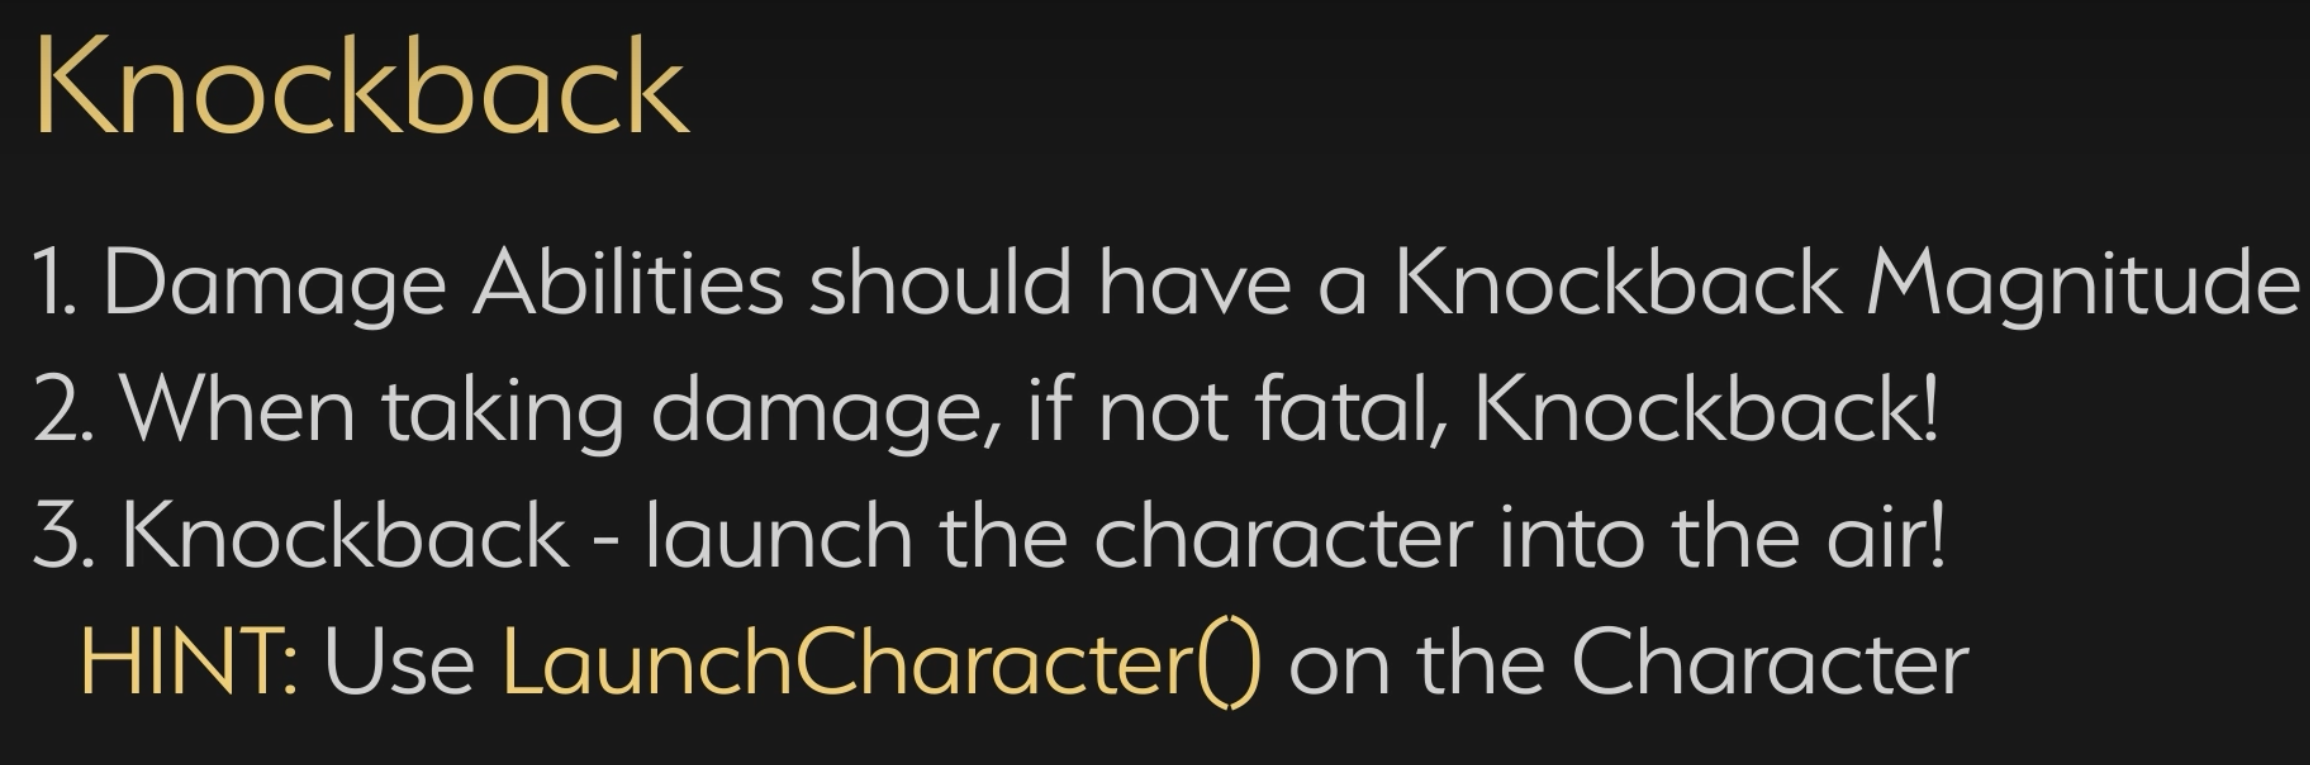 Knockback
1. Damage Abilities should have a Knockback Magnitude
2. When taking damage, if not fatal, Knockback!
3. Knockback - launch the character into the air!
HINT: Use LaunchCharacter() on the Character